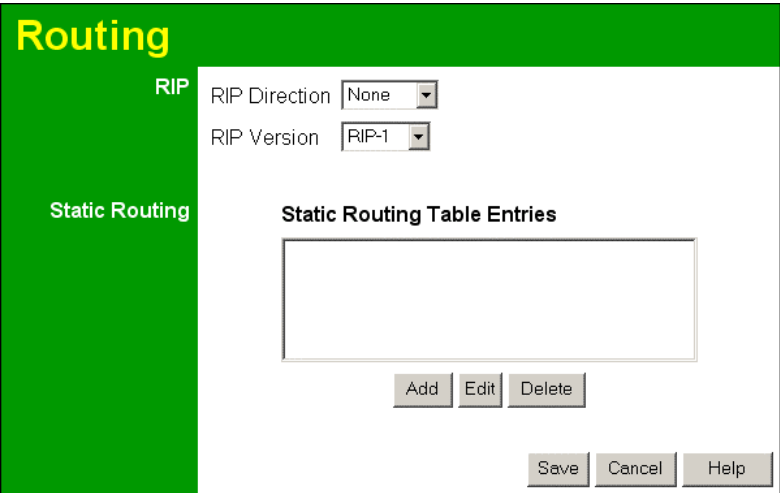 Routing
RIP
RIP Direction None
RIP Version RIP-1
Static Routing
Static Routing Table Entries
Add Edit Delete
Save Cancel Help